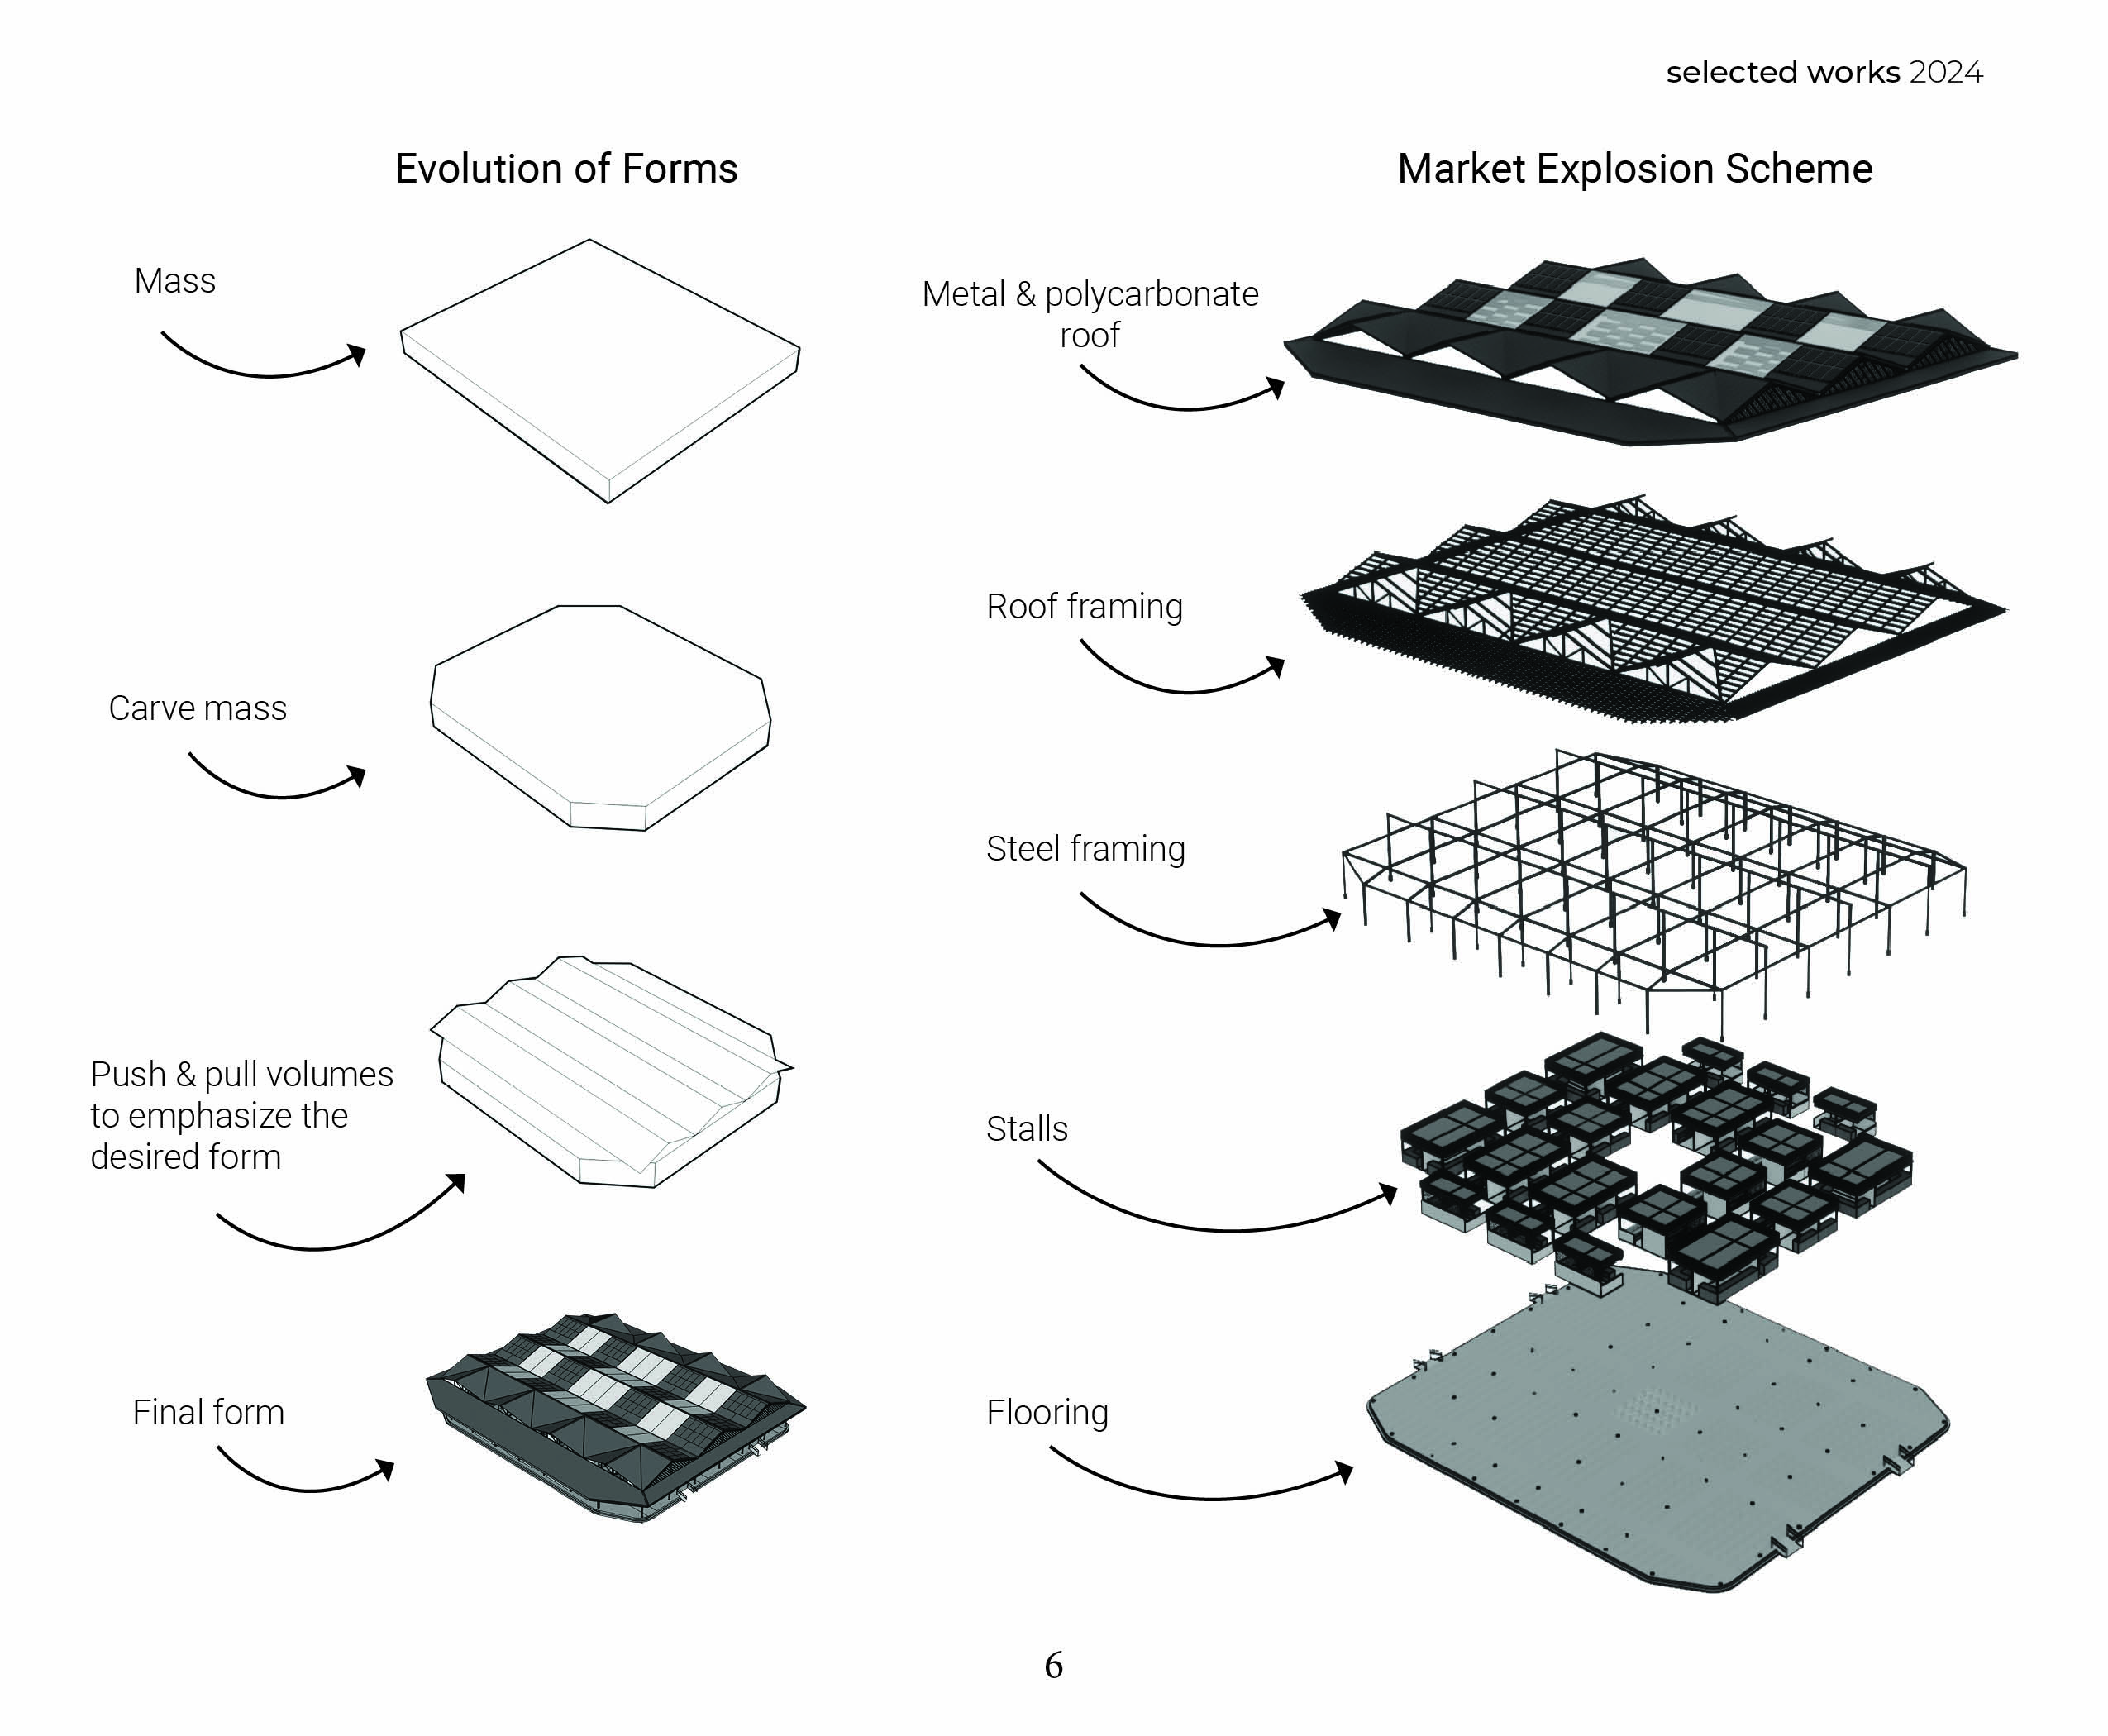 selected works 2024
Evolution of Forms
Mass
Carve mass
Push & pull volumes
to emphasize the
desired form
Final form
Market Explosion Scheme
Metal & polycarbonate
roof
Roof framing
Steel framing
Stalls
Flooring
6